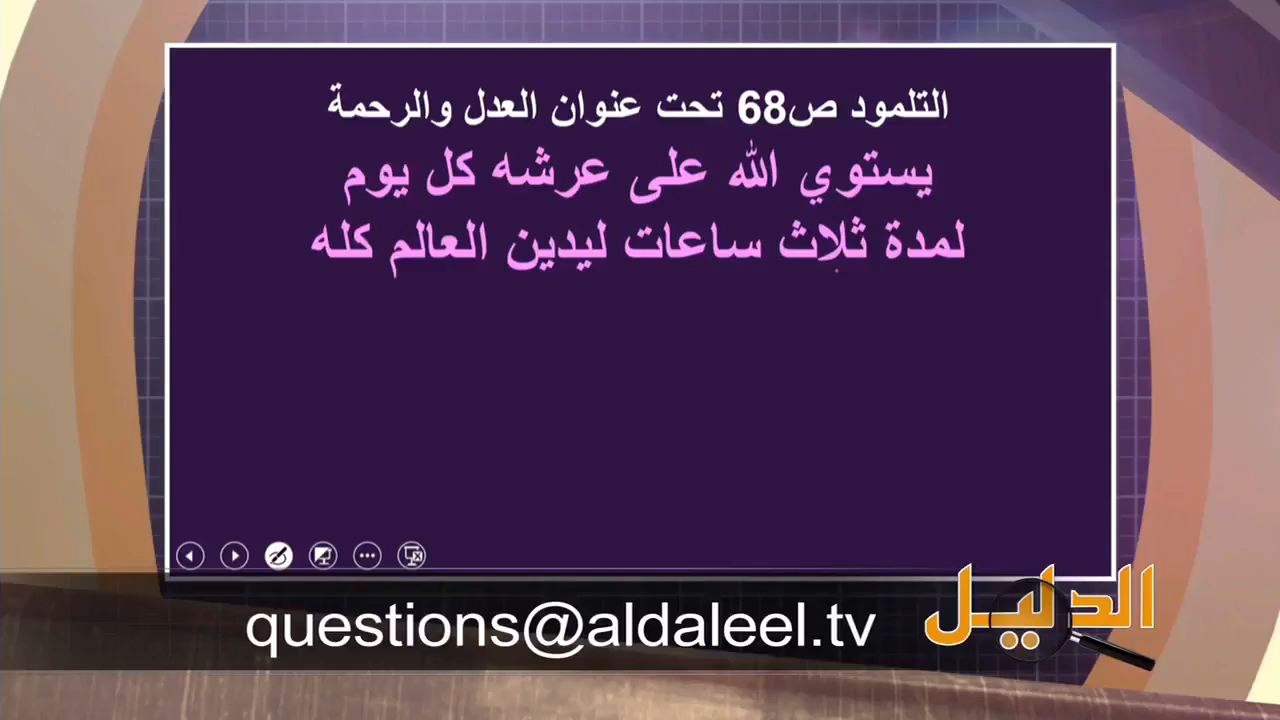 التلمود ص68 تحت عنوان العدل والرحمة
يستوي الله على عرشه كل يوم
لمدة ثلاث ساعات ليدين العالم كله
questions@aldaleel.tv
الدليل